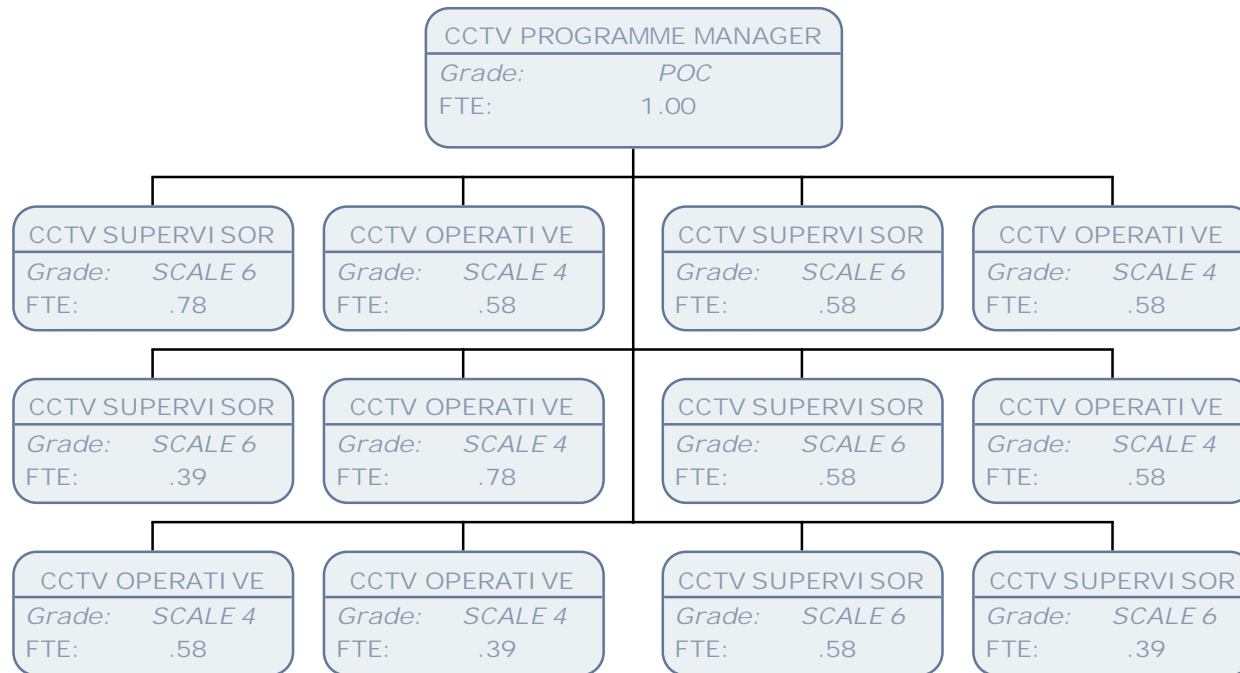 CCTV PROGRAMME MANAGER
Grade: POC
FTE: 1.00
CCTV SUPERVISOR
Grade: SCALE 6
FTE: .78
CCTV OPERATIVE
Grade: SCALE 4
FTE: .58
CCTV SUPERVISOR
Grade: SCALE 6
FTE: .58
CCTV OPERATIVE
Grade: SCALE 4
FTE: .58
CCTV SUPERVISOR
Grade: SCALE 6
FTE: .39
CCTV OPERATIVE
Grade: SCALE 4
FTE: .78
CCTV SUPERVISOR
Grade: SCALE 6
FTE: .58
CCTV OPERATIVE
Grade: SCALE 4
FTE: .58
CCTV OPERATIVE
Grade: SCALE 4
FTE: .58
CCTV OPERATIVE
Grade: SCALE 4
FTE: .39
CCTV SUPERVISOR
Grade: SCALE 6
FTE: .58
CCTV SUPERVISOR
Grade: SCALE 6
FTE: .39